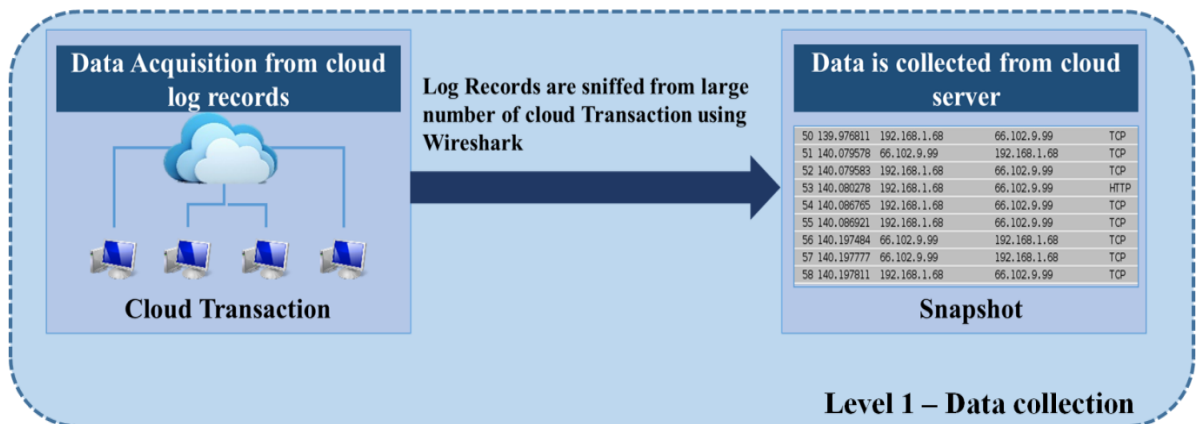 Data Acquisition from cloud
log records
Cloud Transaction
Log Records are sniffed from large
number of cloud Transaction using
Wireshark
Data is collected from cloud
server
50 139.976811 192.168.1.68 66.102.9.99 TCP
51 140.079578 66.102.9.99 192.168.1.68 TCP
52 140.079583 192.168.1.68 66.102.9.99 TCP
53 140.080278 192.168.1.68 66.102.9.99 HTTP
54 140.086765 192.168.1.68 66.102.9.99 TCP
55 140.086921 192.168.1.68 66.102.9.99 TCP
56 140.197484 66.102.9.99 192.168.1.68 TCP
57 140.197777 66.102.9.99 192.168.1.68 TCP
58 140.197811 192.168.1.68 66.102.9.99 TCP
Snapshot
Level 1 – Data collection